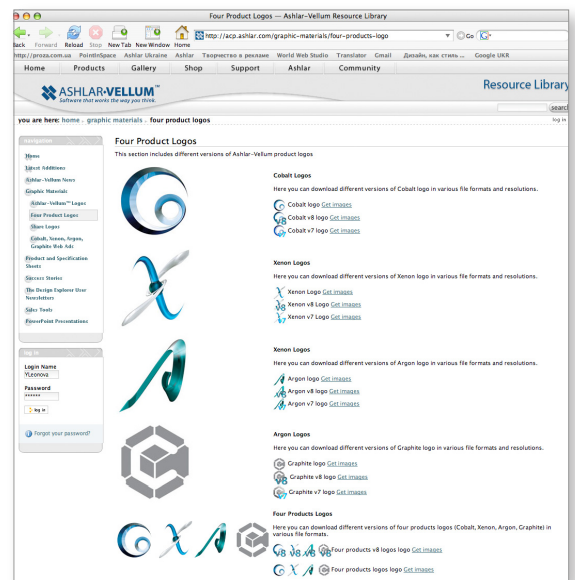 Four Product Logos — Ashlar-Vellum Resource Library
Back Forward Reload Stop New Tab New Window Home http://acp.ashlar.com/graphic-materials/four-products-logo Go
http://proza.com.ua PointInSpace Ashlar Ukraine Ashlar Творчество в рекламе World Web Studio Translator Gmail Дизайн, как стиль ... Google UKR
Home Products Gallery Shop Support Ashlar Community
ASHLAR-VELLUM™
Software that works the way you think.
Resource Library
search
you are here: home graphic materials four product logos
log in
navigation
Home
Latest Additions
Ashlar-Vellum News
Graphic Materials
Ashlar-Vellum™ Logos
Four Product Logos
Share Logos
Cobalt, Xenon, Argon,
Graphite Web Ads
Product and Specification
Sheets
Success Stories
The Design Explorer User
Newsletters
Sales Tools
PowerPoint Presentations
log in
Login Name
YLeonova
Password
******
log in
Forgot your password?
Four Product Logos
This section includes different versions of Ashlar-Vellum product logos
Cobalt Logos
Here you can download different versions of Cobalt logo in various file formats and resolutions.
Cobalt logo Get images
v8 Cobalt v8 logo Get images
v7 Cobalt v7 logo Get images
Xenon Logos
Here you can download different versions of Xenon logo in various file formats and resolutions.
Xenon Logo Get images
v8 Xenon v8 Logo Get images
v7 Xenon v7 Logo Get images
Xenon Logos
Here you can download different versions of Argon logo in various file formats and resolutions.
Argon logo Get images
v8 Argon v8 logo Get images
v7 Argon v7 logo Get images
Argon Logos
Here you can download different versions of Graphite logo in various file formats and resolutions.
Graphite logo Get images
v8 Graphite v8 logo Get images
v7 Graphite v7 logo Get images
Four Products Logos
Here you can download different versions of four products logos (Cobalt, Xenon, Argon, Graphite) in
various file formats.
v8 v8 v8 v8 Four products v8 logos logo Get images
Four products logos logo Get images